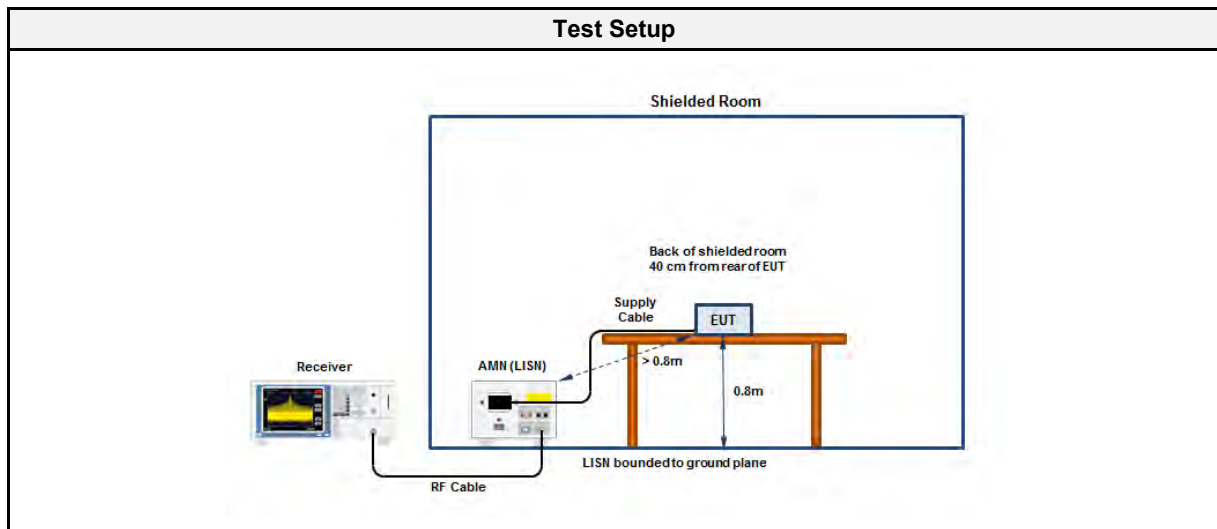 Test Setup
Shielded Room
Back of shielded room
40 cm from rear of EUT
Supply
Cable
EUT
> 0.8m
AMN (LISN)
Receiver
0.8m
LISN bounded to ground plane
RF Cable